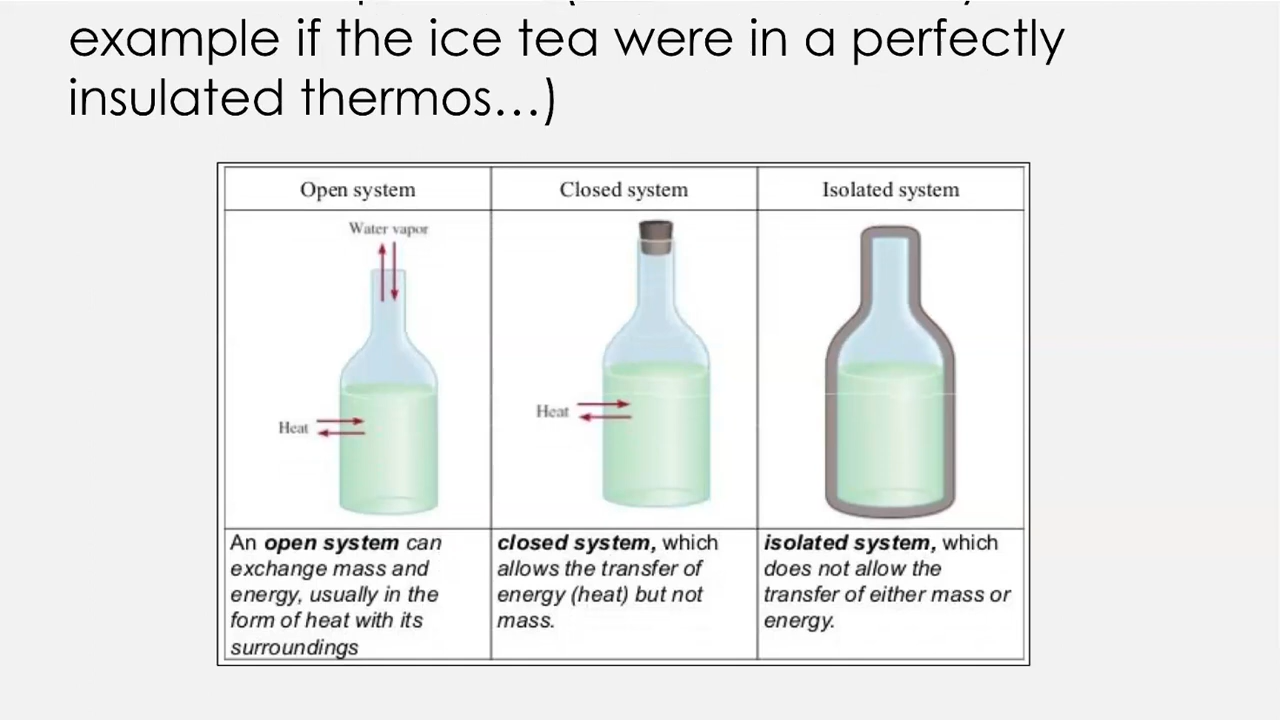 example if the ice tea were in a perfectly
insulated thermos…)
Open system
Closed system
Isolated system
Water vapor
Heat
Heat
An open system can
exchange mass and
energy, usually in the
form of heat with its
surroundings
closed system, which
allows the transfer of
energy (heat) but not
mass.
isolated system, which
does not allow the
transfer of either mass or
energy.